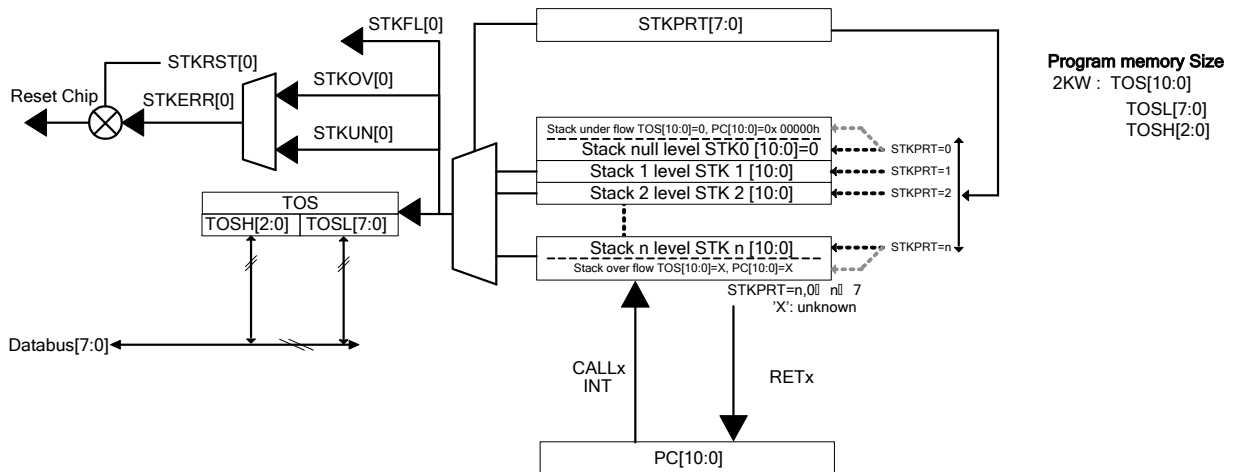 STKFL[0]
STKPRT[7:0]
STKRST[0]
STKOV[0]
Program memory Size
2KW : TOS[10:0]
TOSL[7:0]
TOSH[2:0]
Reset Chip
STKERR[0]
STKUN[0]
Stack under flow TOS[10:0]=0, PC[10:0]=0x 00000h
Stack null level STK0 [10:0]=0
STKPRT=0
Stack 1 level STK 1 [10:0]
STKPRT=1
Stack 2 level STK 2 [10:0]
STKPRT=2
TOS
TOSH[2:0] TOSL[7:0]
Stack n level STK n [10:0]
STKPRT=n
Stack over flow TOS[10:0]=X, PC[10:0]=X
STKPRT=n,0 n 7
'X': unknown
Databus[7:0]
CALLx
INT
RETx
PC[10:0]